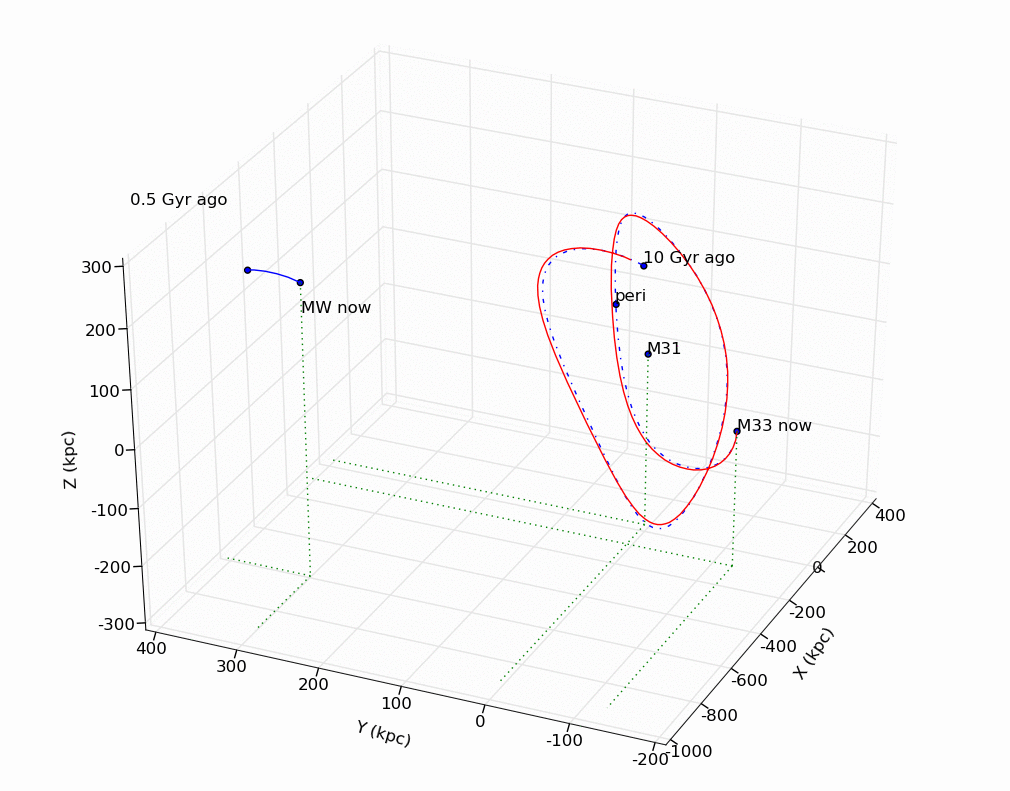 0.5 Gyr ago
10 Gyr ago
MW now
peri
M31
M33 now
Z (kpc)
300
200
100
0
-100
-200
-300
400
300
200
100
0
-100
-200
Y (kpc)
400
200
0
-200
-400
-600
-800
-1000
X (kpc)